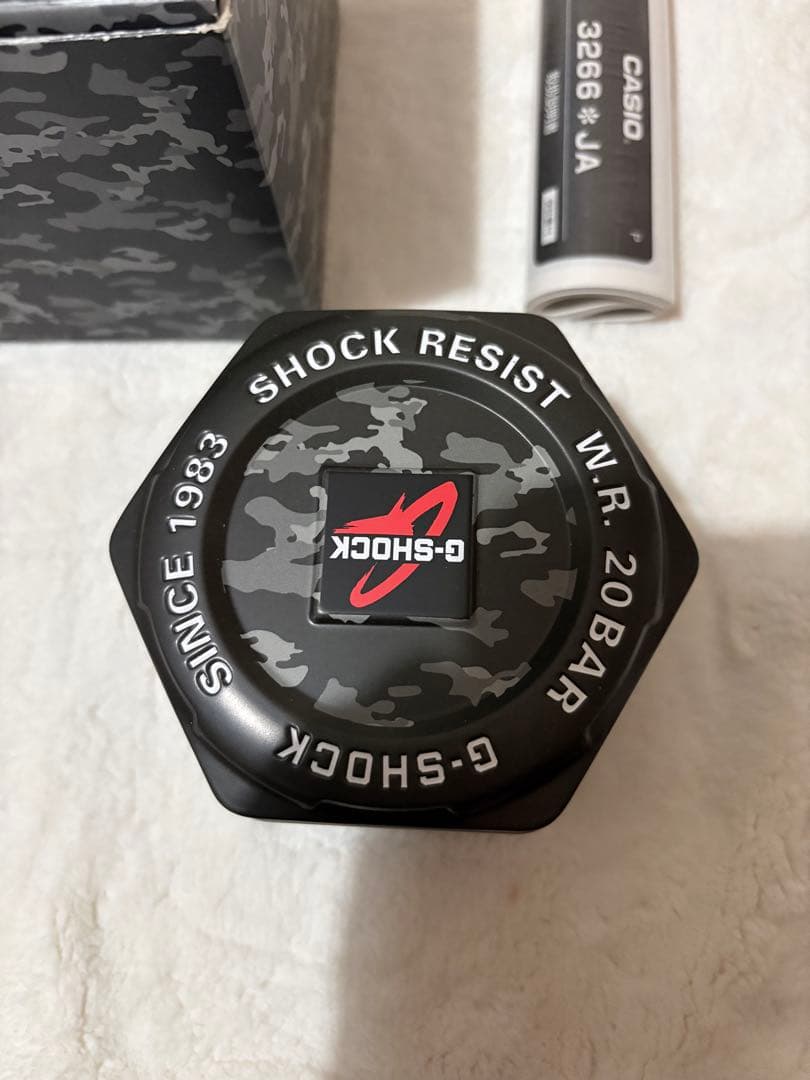 CASIO
3266※JA
P
SHOCK RESIST
W.R. 20BAR
G-SHOCK
SINCE 1983
G-SHOCK